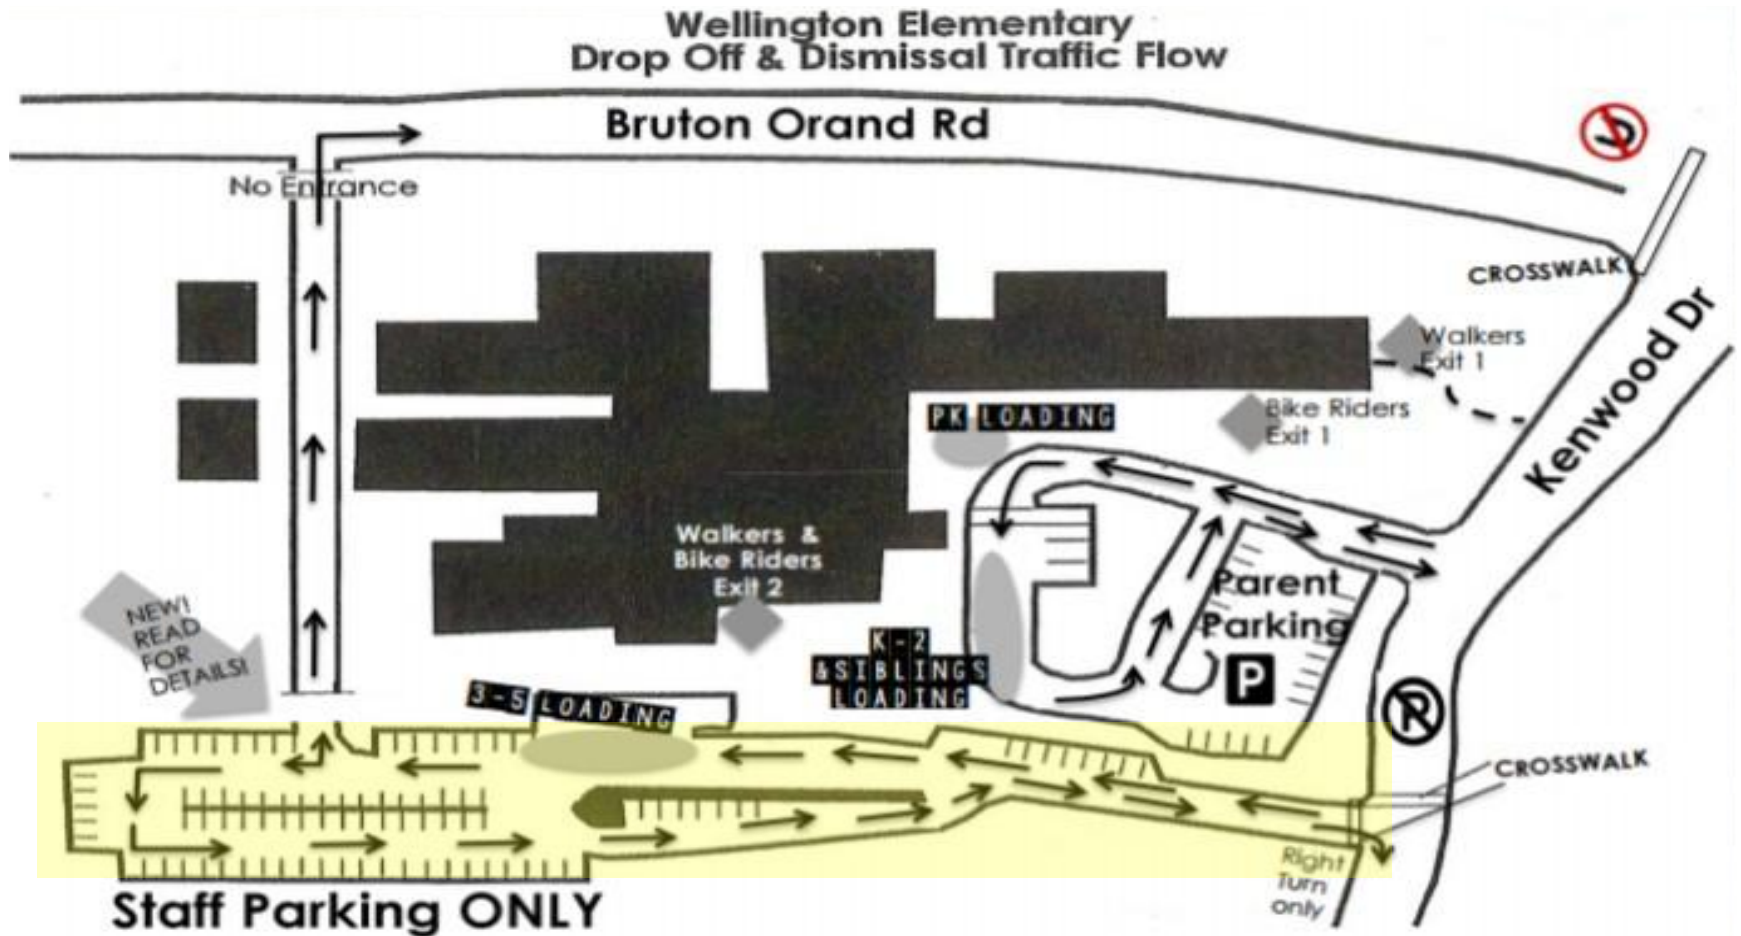 Wellington Elementary
Drop Off & Dismissal Traffic Flow
Bruton Orand Rd
No Entrance
CROSSWALK
Kenwood Dr
Walkers
Exit 1
PK LOADING
Bike Riders
Exit 1
Walkers &
Bike Riders
Exit 2
Parent
Parking
P
NEW!
READ
FOR
DETAILS!
K-2
&SIBLINGS
LOADING
3-5 LOADING
P
CROSSWALK
Right
Turn
only
Staff Parking ONLY